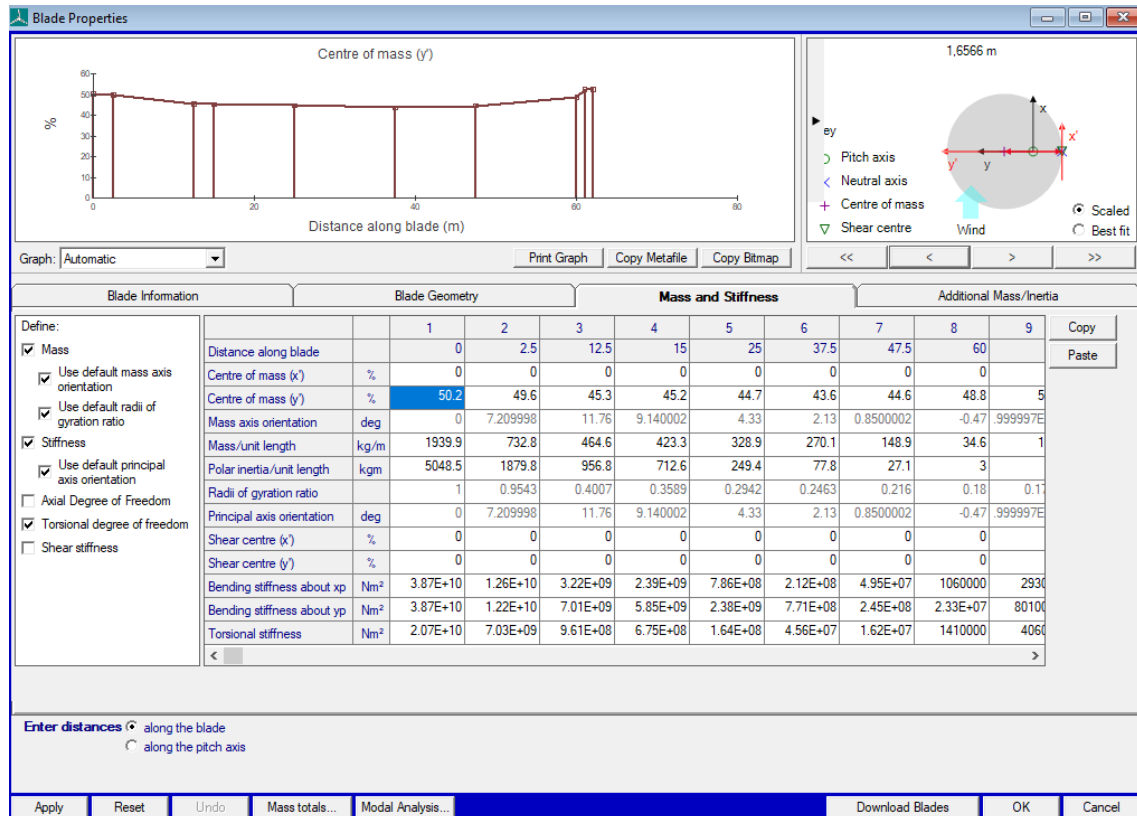 Blade Properties
Centre of mass (y')
%
60
50
40
30
20
10
0
0 20 40 60 80
Distance along blade (m)
1,6566 m
x
x'
y'
y
Wind
ey
Pitch axis
Neutral axis
Centre of mass
Shear centre
Scaled
Best fit
Graph: Automatic
Print Graph Copy Metafile Copy Bitmap
<< < > >>
Blade Information Blade Geometry Mass and Stiffness Additional Mass/Inertia
Define:
Mass
Use default mass axis
orientation
Use default radii of
gyration ratio
Stiffness
Use default principal
axis orientation
Axial Degree of Freedom
Torsional degree of freedom
Shear stiffness
1 2 3 4 5 6 7 8 9
Distance along blade 0 2.5 12.5 15 25 37.5 47.5 60
Centre of mass (x') % 0 0 0 0 0 0 0 0
Centre of mass (y') % 50.2 49.6 45.3 45.2 44.7 43.6 44.6 48.8 5
Mass axis orientation deg 0 7.209998 11.76 9.140002 4.33 2.13 0.8500002 -0.47 .999997E
Mass/unit length kg/m 1939.9 732.8 464.6 423.3 328.9 270.1 148.9 34.6 1
Polar inertia/unit length kgm 5048.5 1879.8 956.8 712.6 249.4 77.8 27.1 3
Radii of gyration ratio 1 0.9543 0.4007 0.3589 0.2942 0.2463 0.216 0.18 0.17
Principal axis orientation deg 0 7.209998 11.76 9.140002 4.33 2.13 0.8500002 -0.47 .999997E
Shear centre (x') % 0 0 0 0 0 0 0 0
Shear centre (y') % 0 0 0 0 0 0 0 0
Bending stiffness about xp Nm² 3.87E+10 1.26E+10 3.22E+09 2.39E+09 7.86E+08 2.12E+08 4.95E+07 1060000 2930
Bending stiffness about yp Nm² 3.87E+10 1.22E+10 7.01E+09 5.85E+09 2.38E+09 7.71E+08 2.45E+08 2.33E+07 80100
Torsional stiffness Nm² 2.07E+10 7.03E+09 9.61E+08 6.75E+08 1.64E+08 4.56E+07 1.62E+07 1410000 4060
Copy
Paste
Enter distances along the blade
along the pitch axis
Apply Reset Undo Mass totals... Modal Analysis... Download Blades OK Cancel